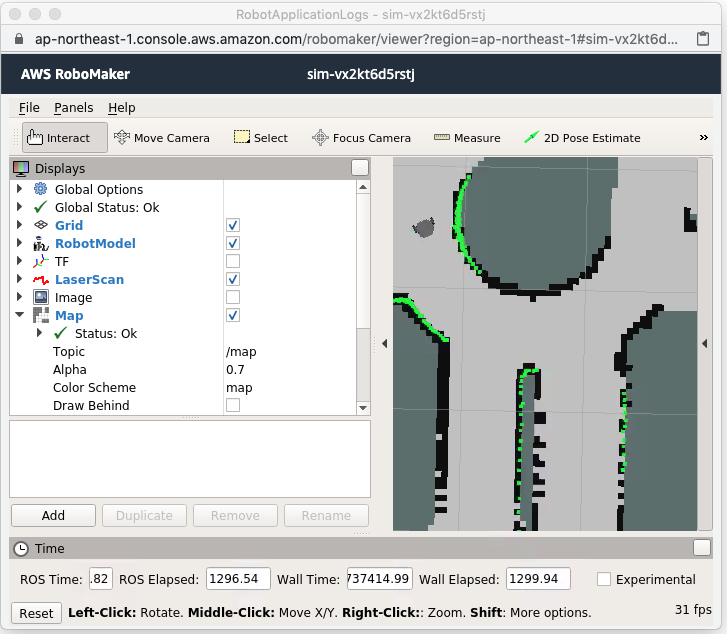 RobotApplicationLogs - sim-vx2kt6d5rstj
ap-northeast-1.console.aws.amazon.com/robomaker/viewer?region=ap-northeast-1#sim-vx2kt6d...
AWS RoboMaker sim-vx2kt6d5rstj
File Panels Help
Interact Move Camera Select Focus Camera Measure 2D Pose Estimate »
Displays
Global Options
Global Status: Ok
Grid
RobotModel
TF
LaserScan
Image
Map
Status: Ok
Topic /map
Alpha 0.7
Color Scheme map
Draw Behind
Add Duplicate Remove Rename
Time
ROS Time: .82 ROS Elapsed: 1296.54 Wall Time: 737414.99 Wall Elapsed: 1299.94 Experimental
Reset Left-Click: Rotate. Middle-Click: Move X/Y. Right-Click:: Zoom. Shift: More options. 31 fps